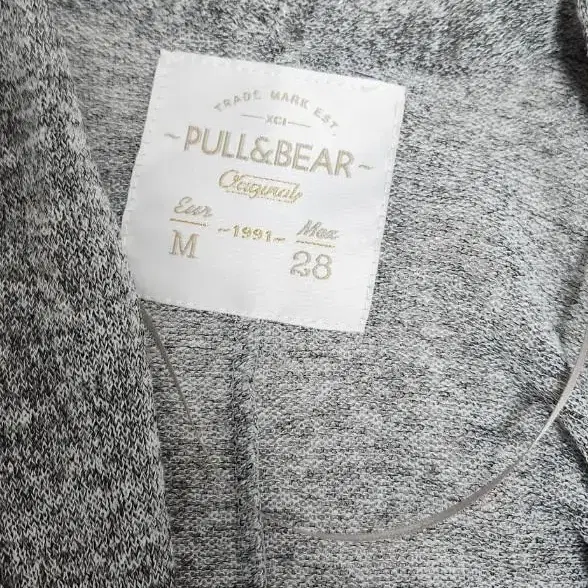 TRADE MARK EST.
XCI
~PULL&BEAR~
Original
Eur ~1991~ Mex
M 28